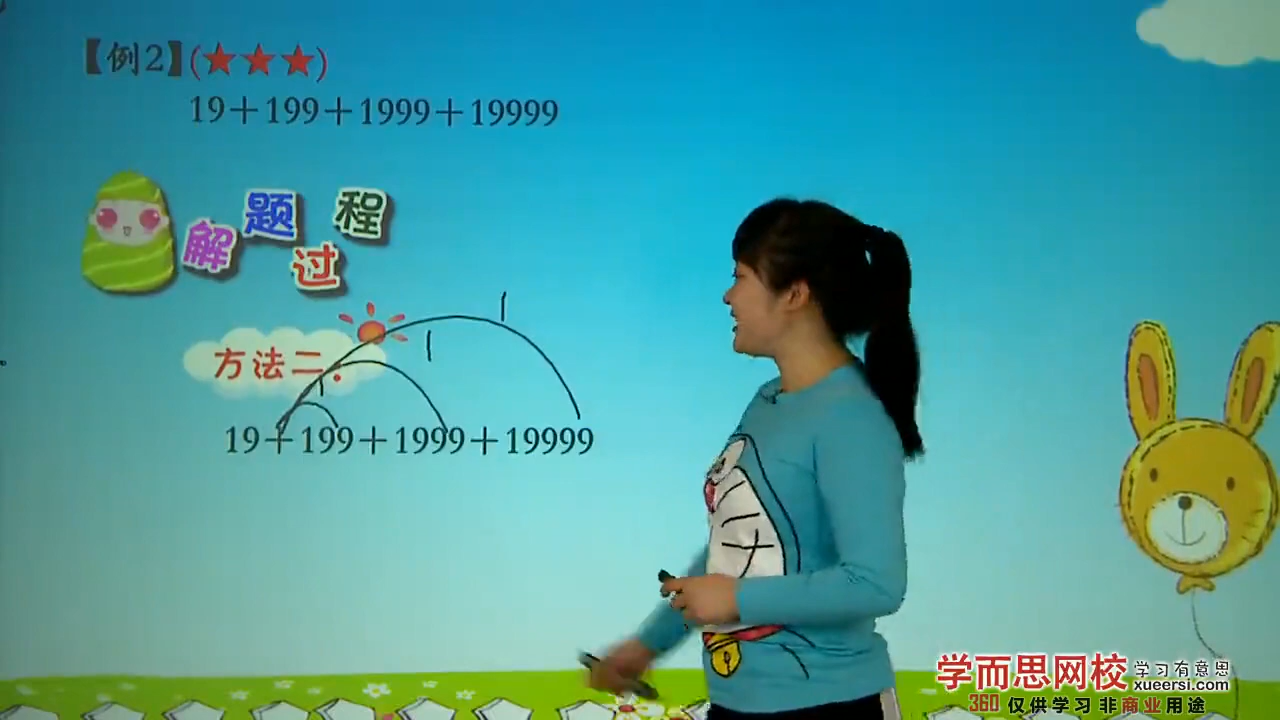 【例2】(★★★)
19+199+1999+19999
解题过程
方法二:
1 1 1
19+199+1999+19999
学而思网校 学习有意思
xueersi.com
360 仅供学习 非商业用途